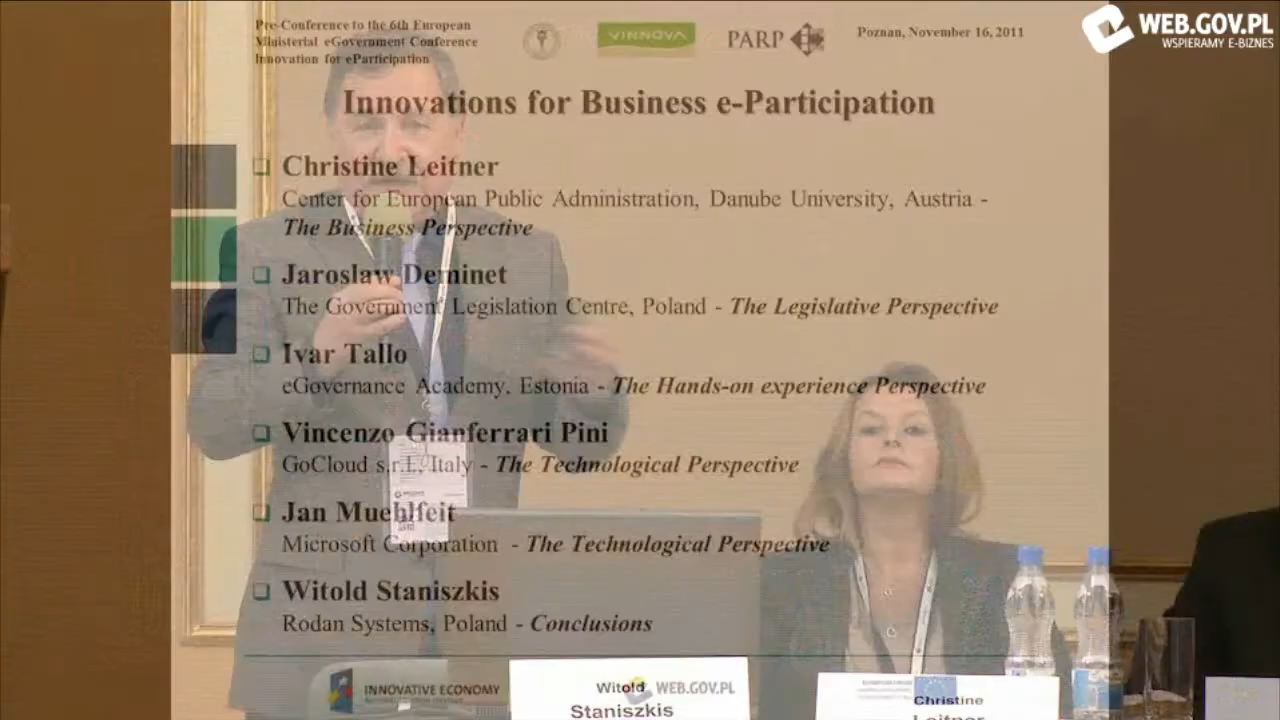 Pre-Conference to the 6th European
Ministerial eGovernment Conference
Innovation for eParticipation
VINNOVA
PARP
Poznan, November 16, 2011
WEB.GOV.PL
WSPIERAMY E-BIZNES
Innovations for Business e-Participation
Christine Leitner
Center for European Public Administration, Danube University, Austria -
The Business Perspective
Jaroslaw Deminet
The Government Legislation Centre, Poland - The Legislative Perspective
Ivar Tallo
eGovernance Academy, Estonia - The Hands-on experience Perspective
Vincenzo Gianferrari Pini
GoCloud s.r.l., Italy - The Technological Perspective
Jan Muehlfeit
Microsoft Corporation - The Technological Perspective
Witold Staniszkis
Rodan Systems, Poland - Conclusions
INNOVATIVE ECONOMY
WEB.GOV.PL
Witold
Staniszkis
Christine
Leitner